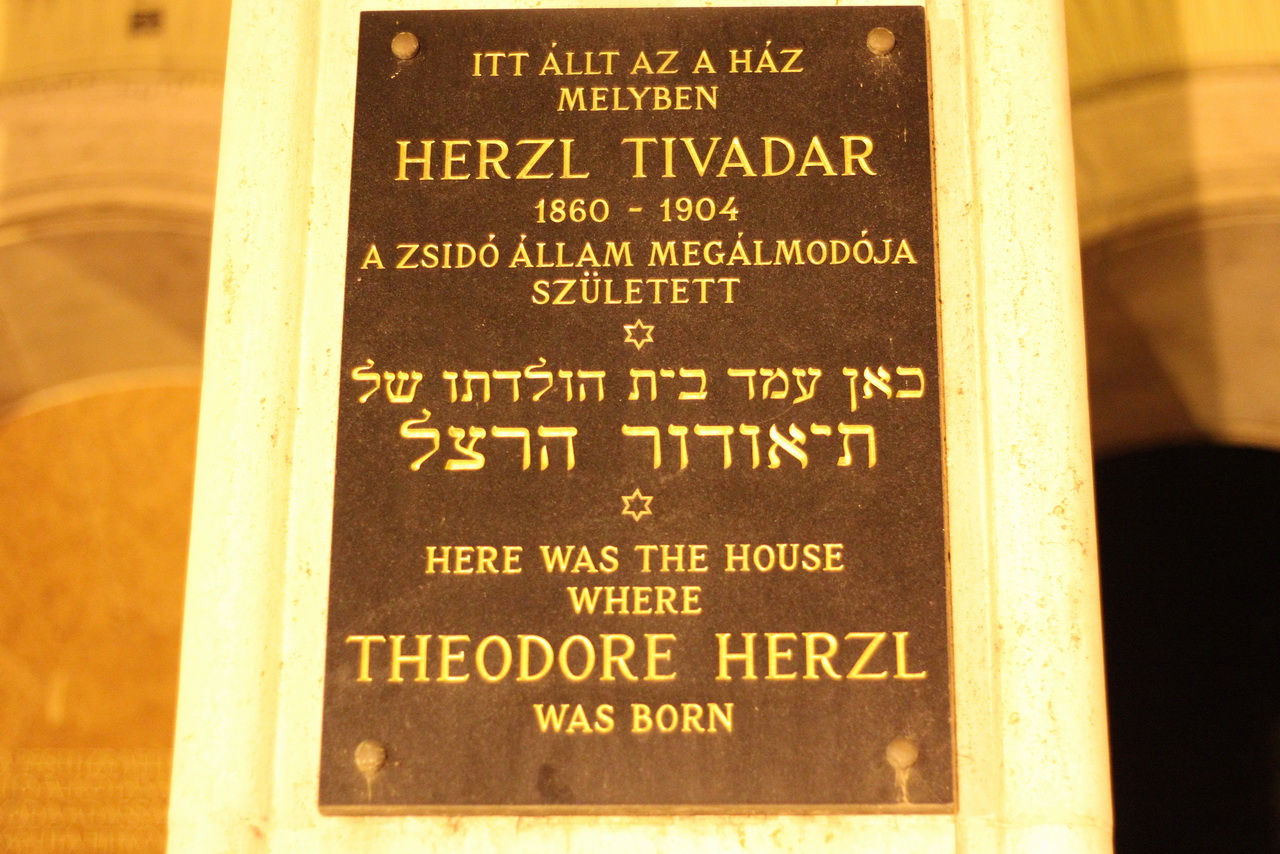 ITT ÁLLT AZ A HÁZ
MELYBEN
HERZL TIVADAR
1860 - 1904
A ZSIDÓ ÁLLAM MEGÁLMODÓJA
SZÜLETETT
כאן עמד בית הולדתו של
תיאודור הרצל
HERE WAS THE HOUSE
WHERE
THEODORE HERZL
WAS BORN